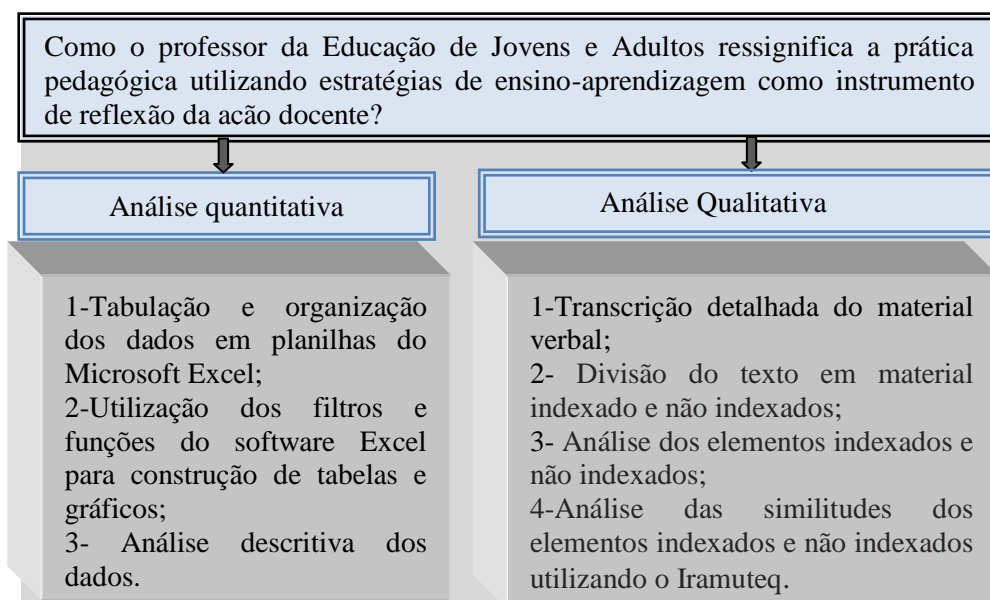 Como o professor da Educação de Jovens e Adultos ressignifica a prática
pedagógica utilizando estratégias de ensino-aprendizagem como instrumento
de reflexão da acão docente?
Análise quantitativa
Análise Qualitativa
1-Tabulação e organização
dos dados em planilhas do
Microsoft Excel;
2-Utilização dos filtros e
funções do software Excel
para construção de tabelas e
gráficos;
3- Análise descritiva dos
dados.
1-Transcrição detalhada do material
verbal;
2- Divisão do texto em material
indexado e não indexados;
3- Análise dos elementos indexados e
não indexados;
4-Análise das similitudes dos
elementos indexados e não indexados
utilizando o Iramuteq.